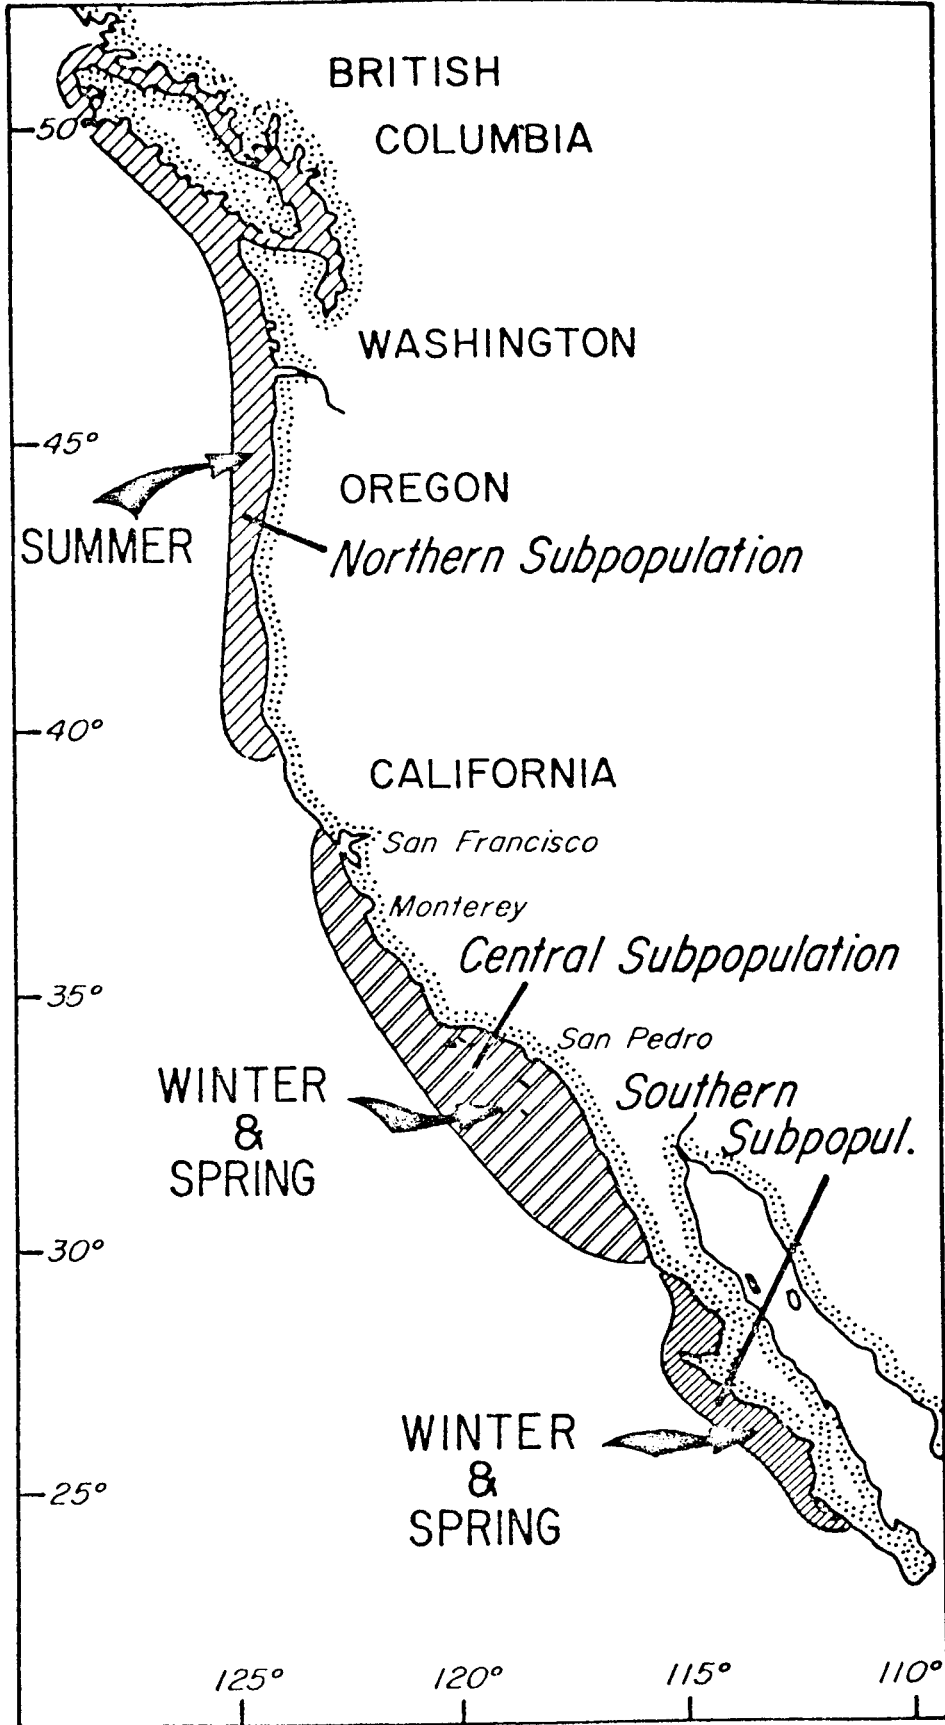 BRITISH
COLUMBIA
50°
WASHINGTON
45°
OREGON
SUMMER
Northern Subpopulation
40°
CALIFORNIA
San Francisco
Monterey
Central Subpopulation
35°
San Pedro
WINTER
&
SPRING
Southern
Subpopul.
30°
WINTER
&
SPRING
25°
125° 120° 115° 110°